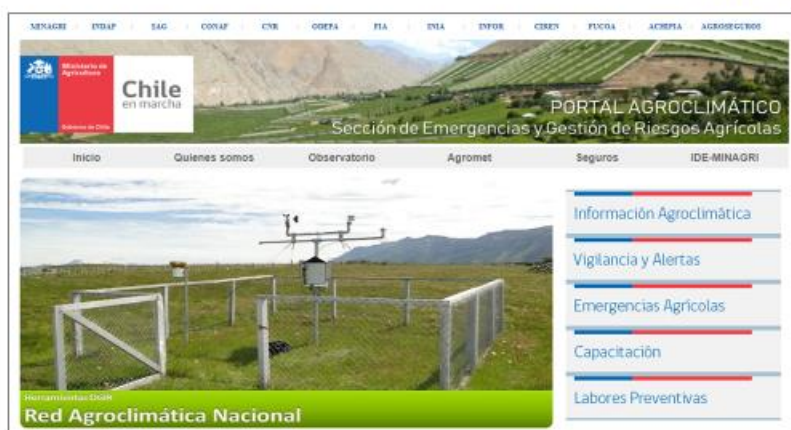 MINAGRI INDAP SAG CONAF CNR ODEPA FIA INIA INFOR CIREN FUCOA ACHIPIA AGROSEGUROS
Ministerio de
Agricultura
Gobierno de Chile
Chile
en marcha
PORTAL AGROCLIMÁTICO
Sección de Emergencias y Gestión de Riesgos Agrícolas
Inicio Quienes somos Observatorio Agromet Seguros IDE-MINAGRI
Información Agroclimática
Vigilancia y Alertas
Emergencias Agrícolas
Capacitación
Labores Preventivas
Red Agroclimática Nacional